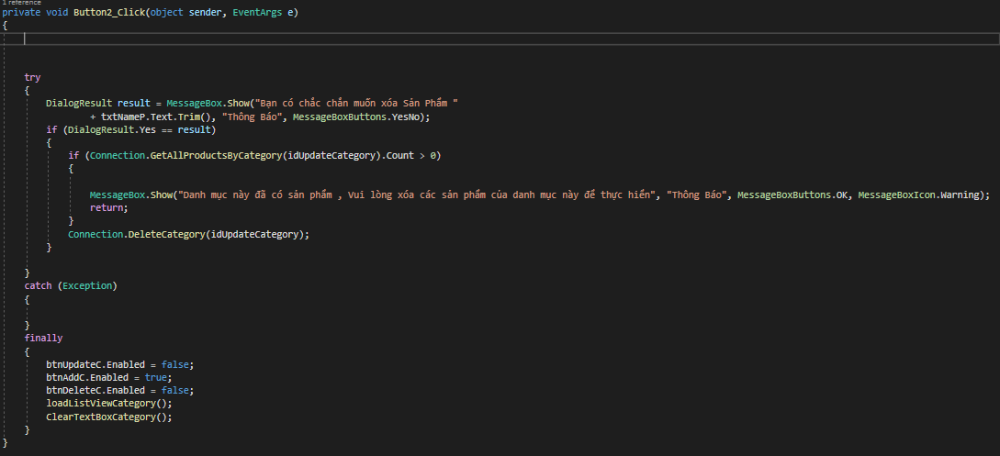 1 reference
private void Button2_Click(object sender, EventArgs e)
{
try
{
DialogResult result = MessageBox.Show("Bạn có chắc chắn muốn xóa Sản Phẩm "
+ txtNameP.Text.Trim(), "Thông Báo", MessageBoxButtons.YesNo);
if (DialogResult.Yes == result)
{
if (Connection.GetAllProductsByCategory(idUpdateCategory).Count > 0)
{
MessageBox.Show("Danh mục này đã có sản phẩm , Vui lòng xóa các sản phẩm của danh mục này để thực hiển", "Thông Báo", MessageBoxButtons.OK, MessageBoxIcon.Warning);
return;
}
Connection.DeleteCategory(idUpdateCategory);
}
}
catch (Exception)
{
}
finally
{
btnUpdateC.Enabled = false;
btnAddC.Enabled = true;
btnDeleteC.Enabled = false;
loadListViewCategory();
ClearTextBoxCategory();
}
}